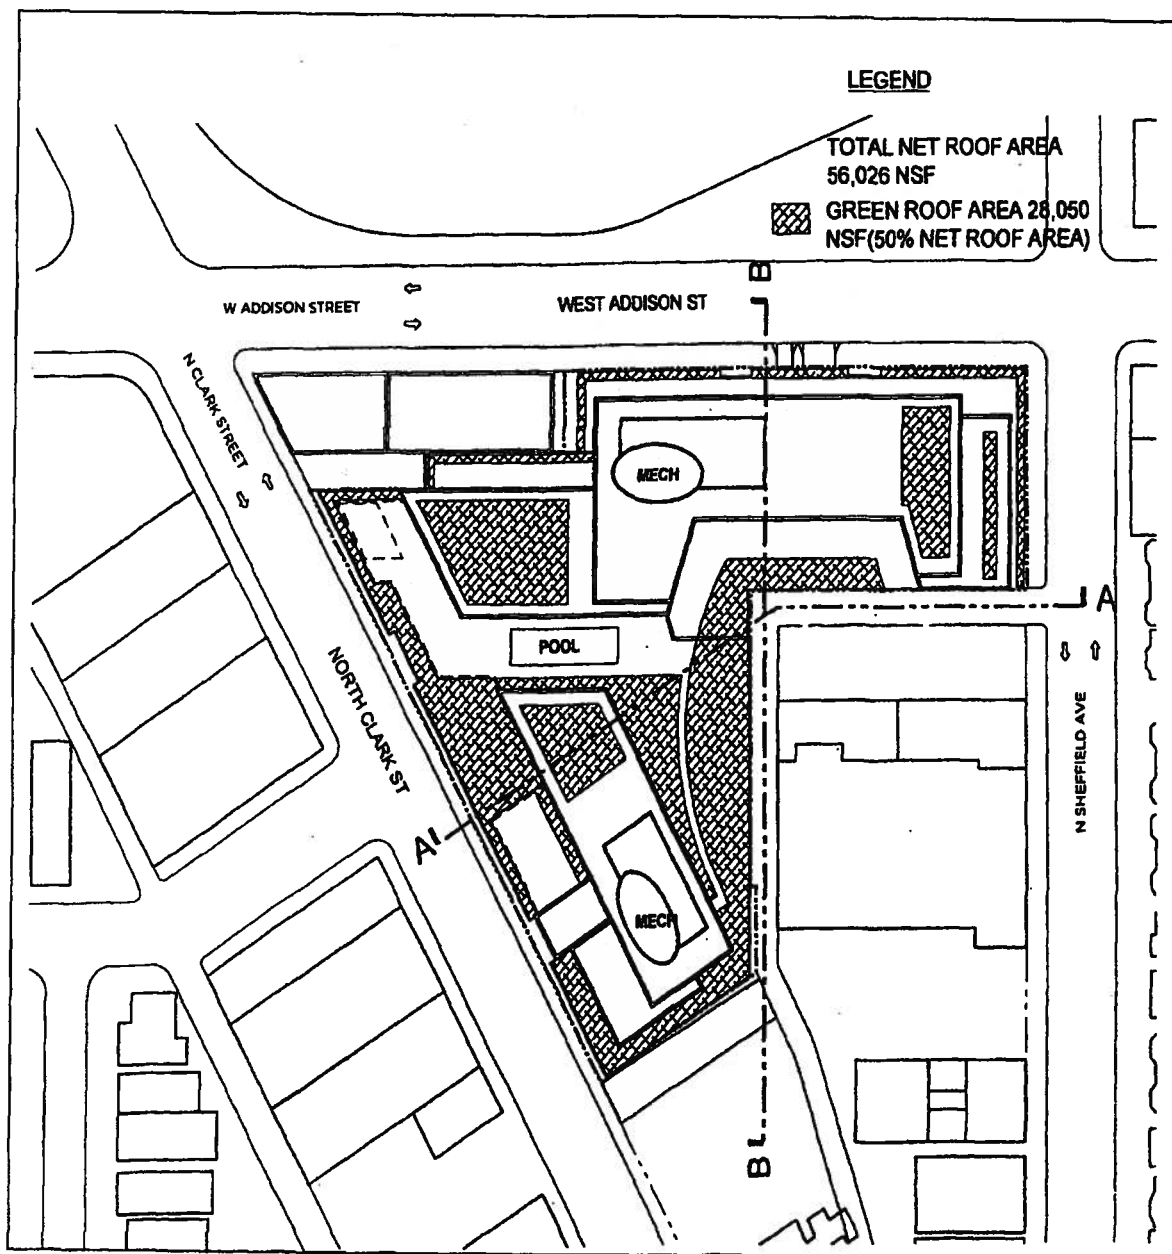 LEGEND
TOTAL NET ROOF AREA
56,026 NSF
GREEN ROOF AREA 28,050
NSF(50% NET ROOF AREA)
B
W ADDISON STREET
WEST ADDISON ST
N CLARK STREET
MECH
A
POOL
NORTH CLARK ST
N SHEFFIELD AVE
A
MECH
B